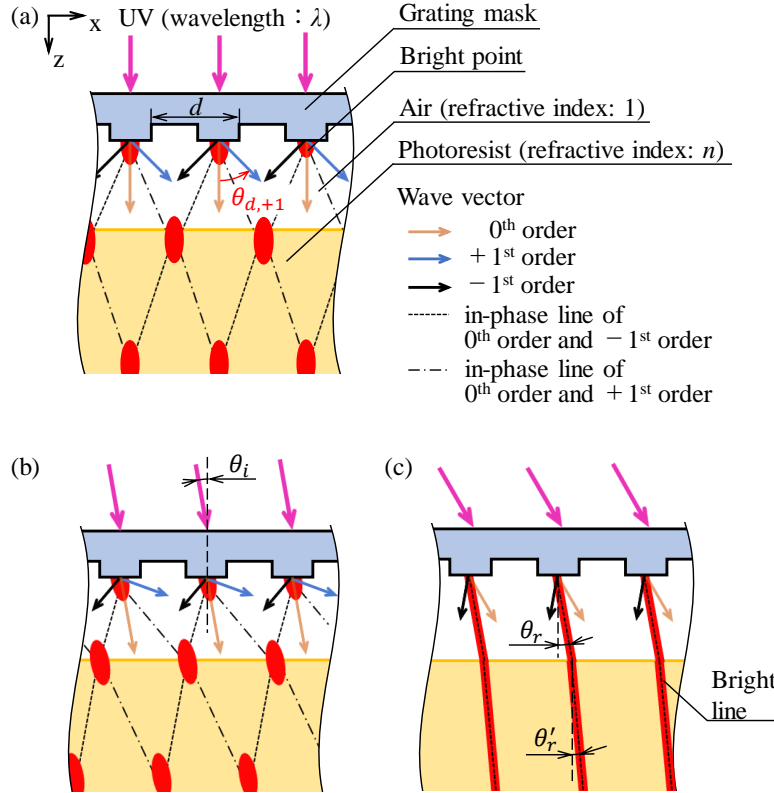 (a)
x
z
UV (wavelength：λ)
Grating mask
Bright point
Air (refractive index: 1)
Photoresist (refractive index: n)
d
θd,+1
Wave vector
0th order
+1st order
−1st order
in-phase line of
0th order and −1st order
in-phase line of
0th order and +1st order
(b)
θi
(c)
θr
θ′r
Bright
line